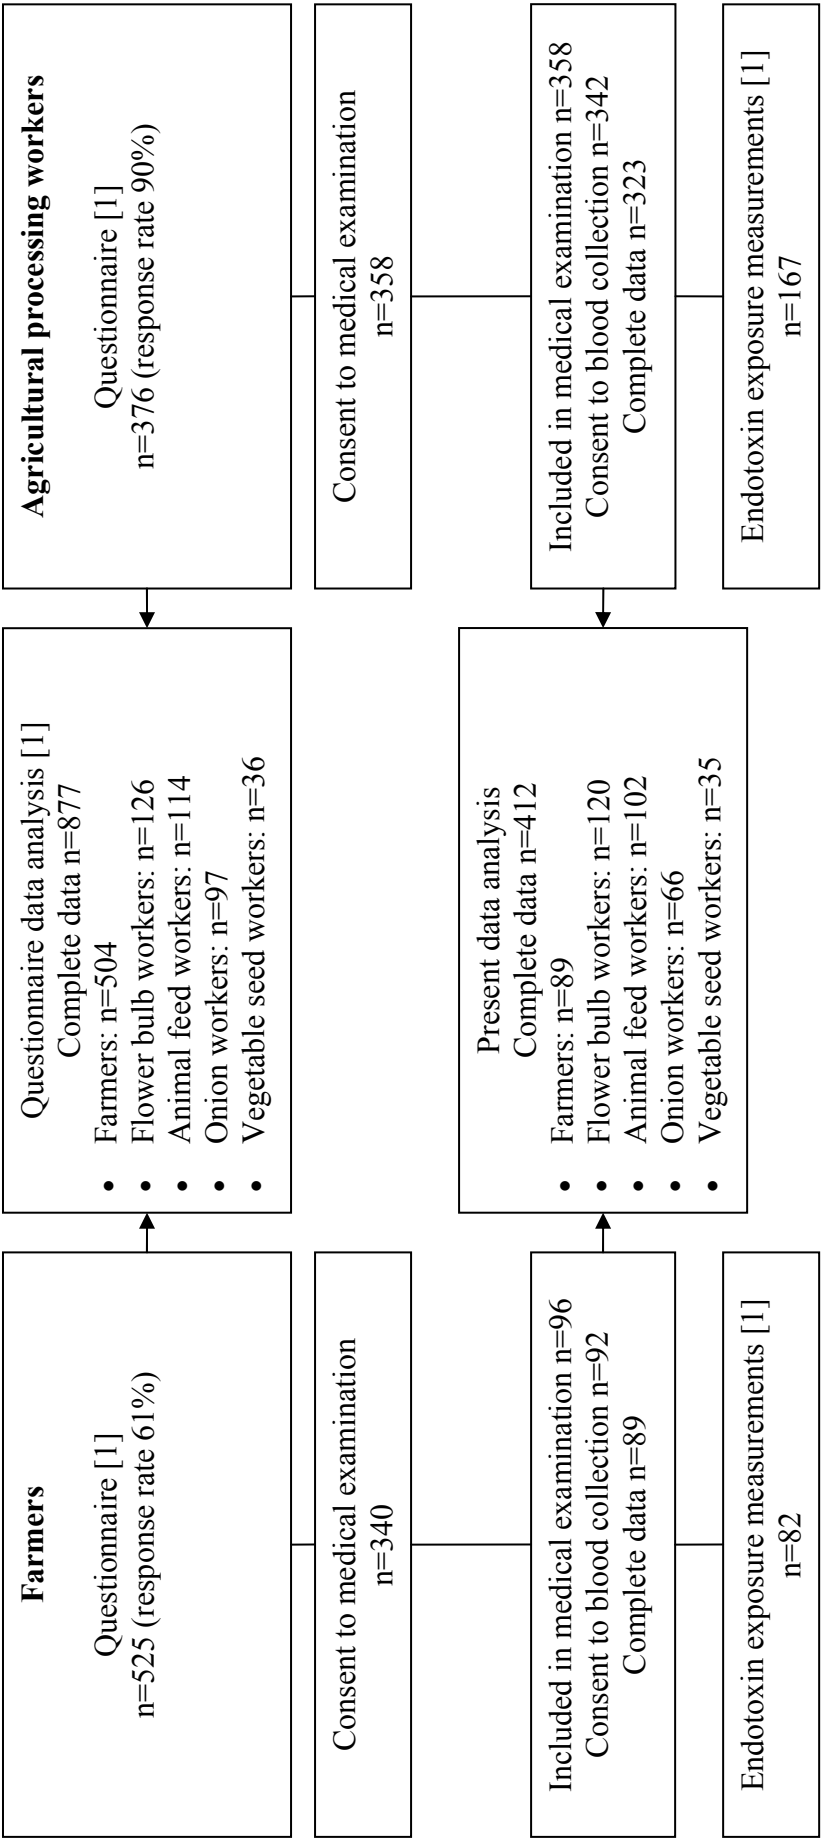 Farmers
Questionnaire [1]
n=525 (response rate 61%)
Consent to medical examination
n=340
Included in medical examination n=96
Consent to blood collection n=92
Complete data n=89
Endotoxin exposure measurements [1]
n=82
Questionnaire data analysis [1]
Complete data n=877
• Farmers: n=504
• Flower bulb workers: n=126
• Animal feed workers: n=114
• Onion workers: n=97
• Vegetable seed workers: n=36
Present data analysis
Complete data n=412
• Farmers: n=89
• Flower bulb workers: n=120
• Animal feed workers: n=102
• Onion workers: n=66
• Vegetable seed workers: n=35
Agricultural processing workers
Questionnaire [1]
n=376 (response rate 90%)
Consent to medical examination
n=358
Included in medical examination n=358
Consent to blood collection n=342
Complete data n=323
Endotoxin exposure measurements [1]
n=167